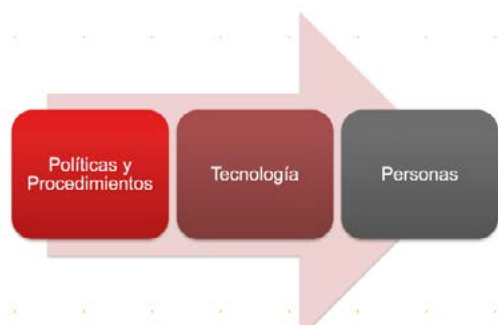 Políticas y
Procedimientos
Tecnología
Personas